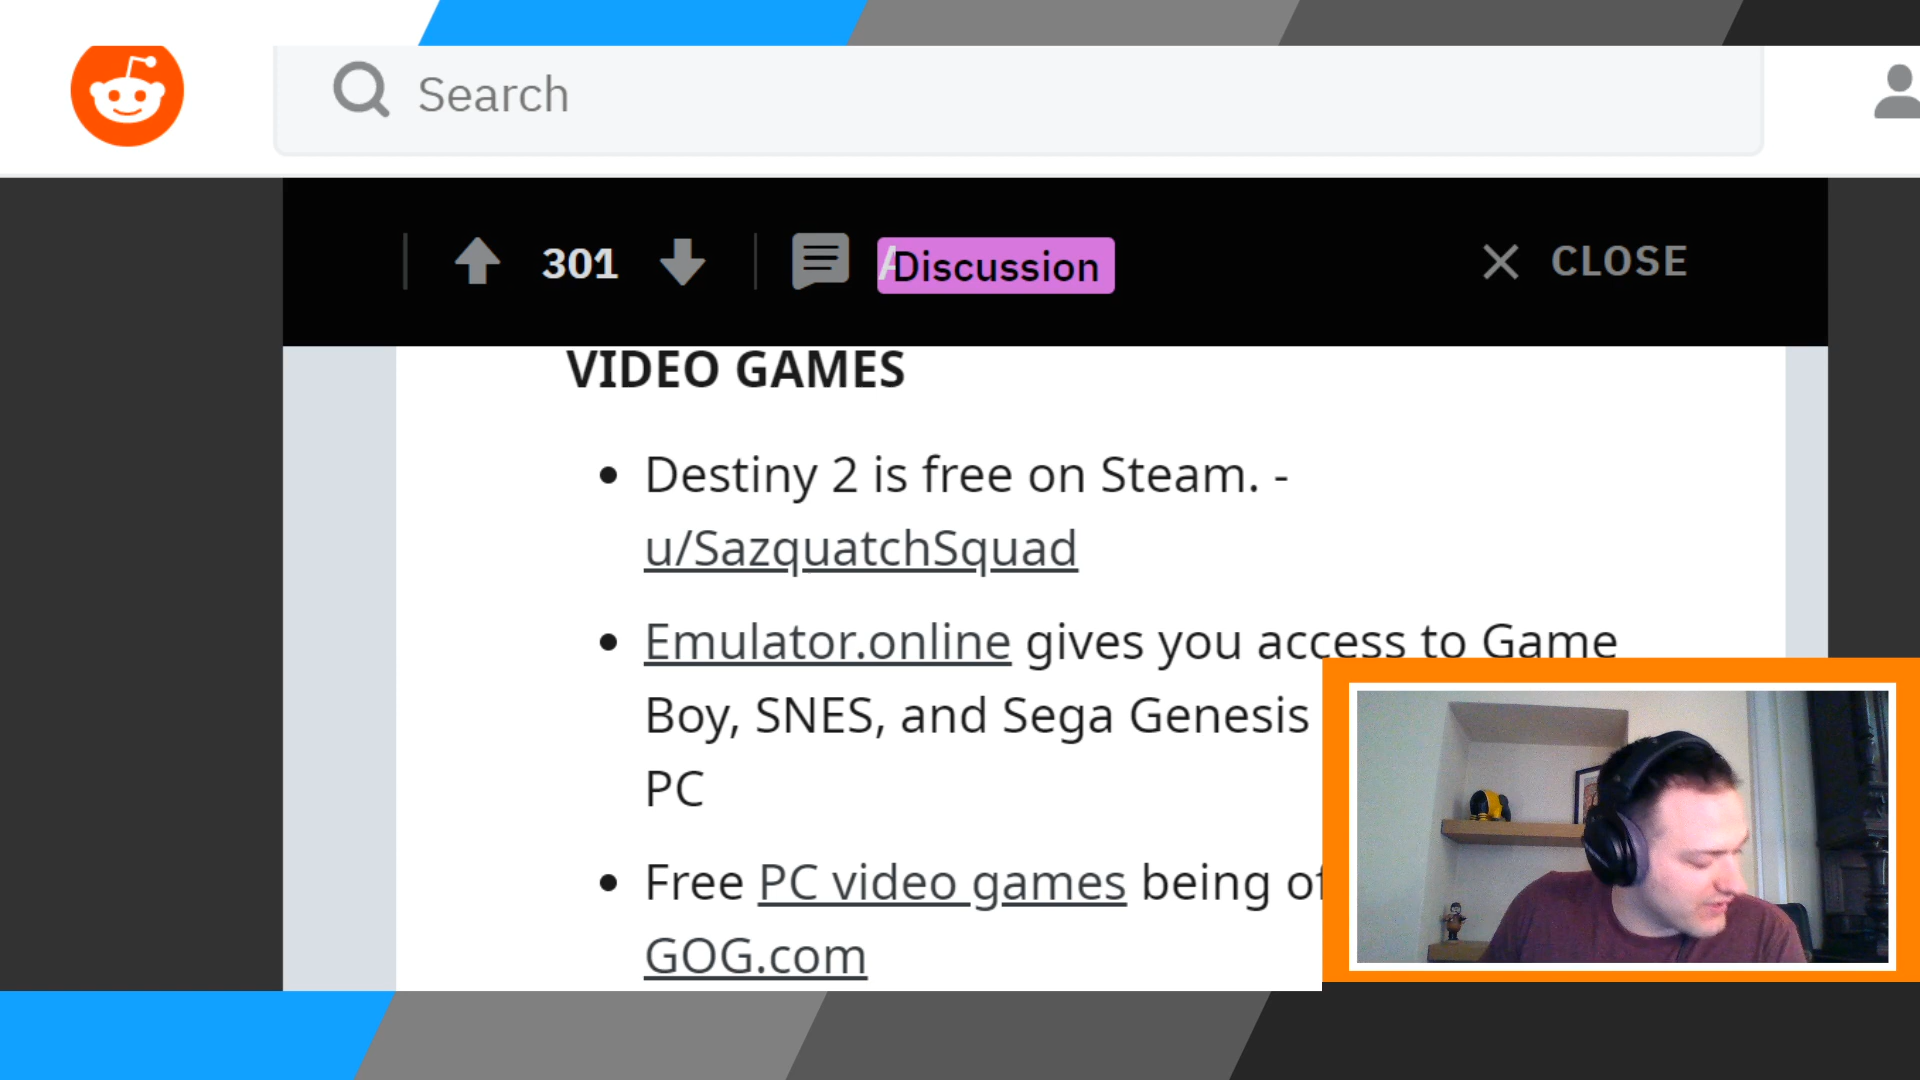 Search
301
Discussion
CLOSE
VIDEO GAMES
Destiny 2 is free on Steam. -
u/SazquatchSquad
Emulator.online gives you access to Game
Boy, SNES, and Sega Genesis
PC
Free PC video games being
GOG.com